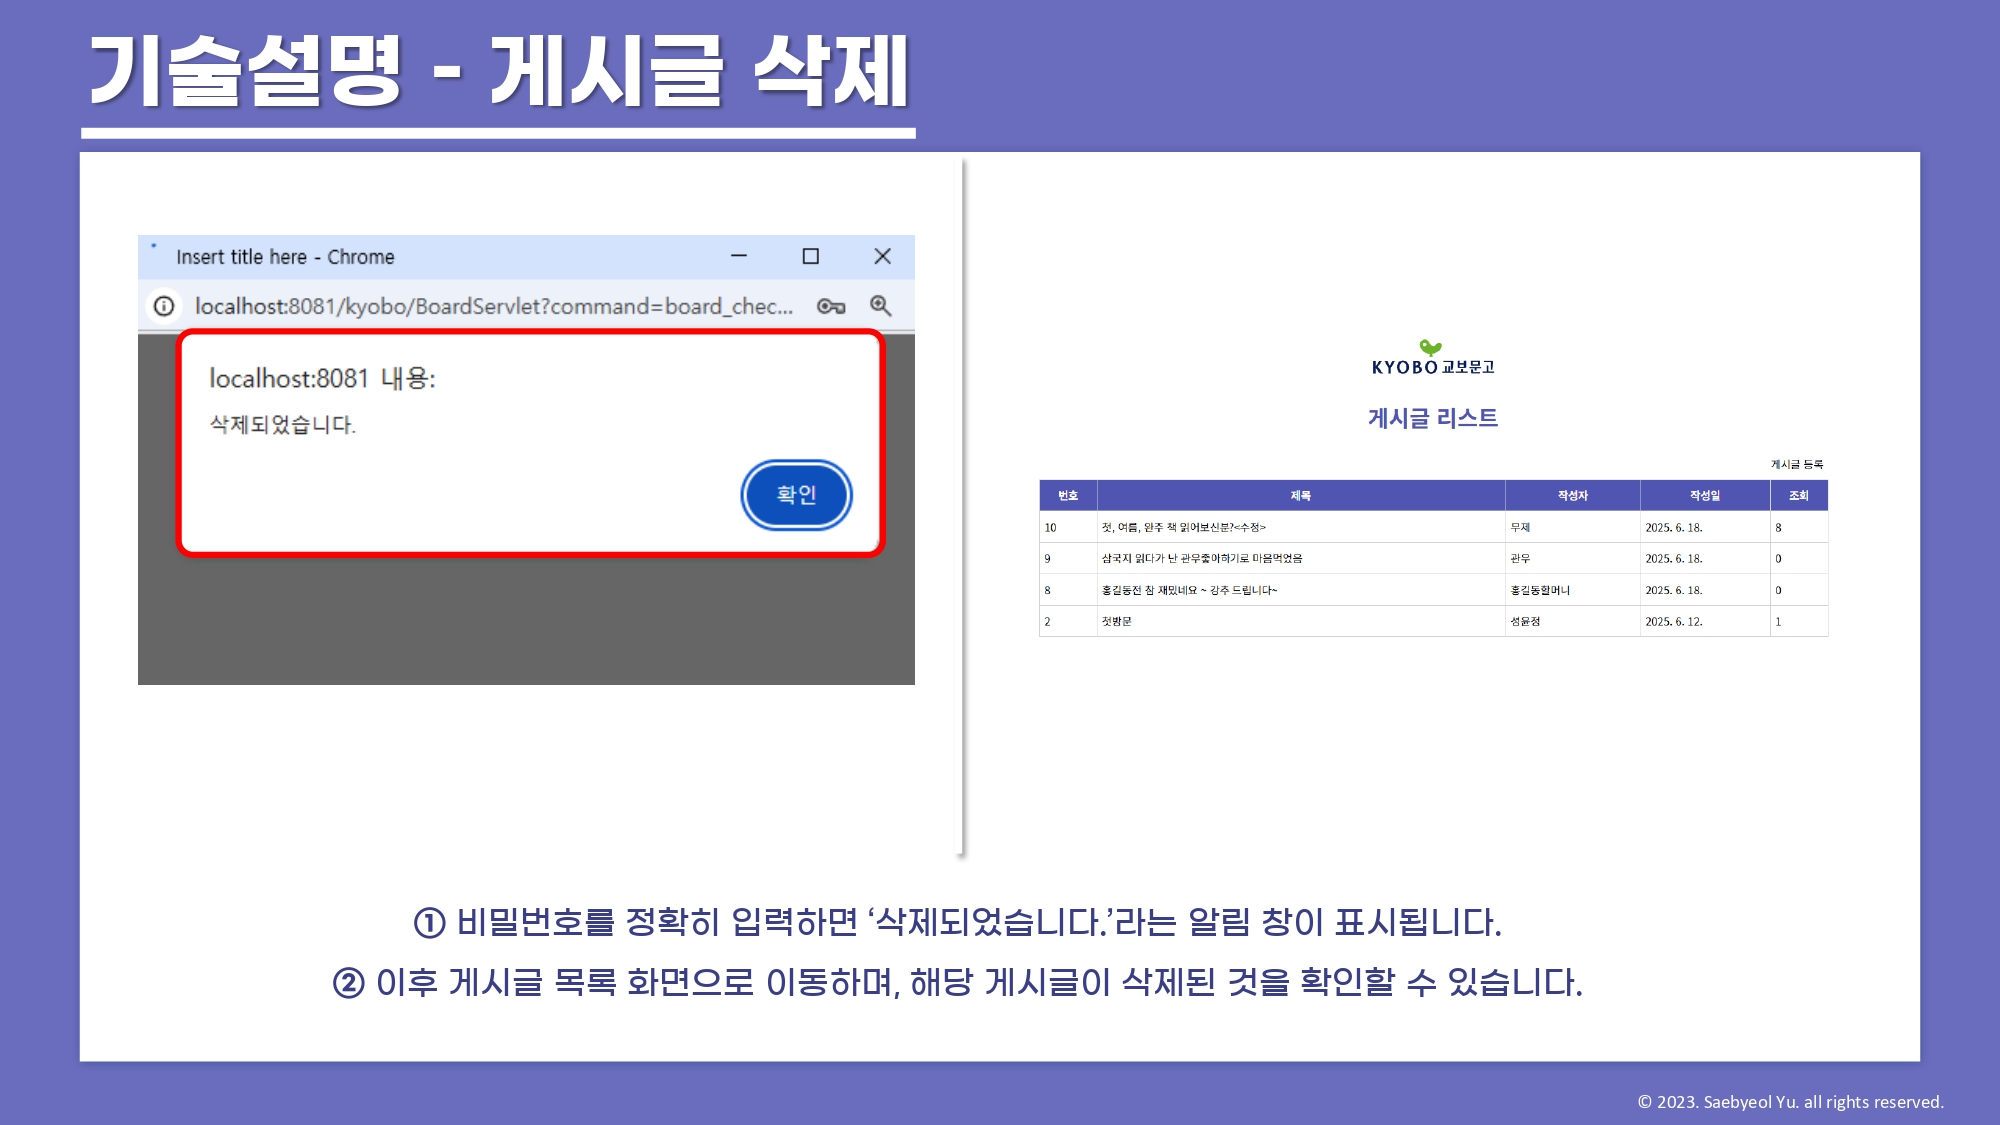 기술설명 - 게시글 삭제
Insert title here - Chrome
localhost:8081/kyobo/BoardServlet?command=board_chec...
localhost:8081 내용:
삭제되었습니다.
확인
KYOBO 교보문고
게시글 리스트
게시글 등록
번호 제목 작성자 작성일 조회
10 첫, 여름, 완주 책 읽어보신분?<수정> 무제 2025. 6. 18. 8
9 삼국지 읽다가 난 관우좋아하기로 마음먹었음 관우 2025. 6. 18. 0
8 홍길동전 참 재밌네요 ~ 강추 드립니다~ 홍길동할머니 2025. 6. 18. 0
2 첫방문 성윤정 2025. 6. 12. 1
① 비밀번호를 정확히 입력하면 ‘삭제되었습니다.’라는 알림 창이 표시됩니다.
② 이후 게시글 목록 화면으로 이동하며, 해당 게시글이 삭제된 것을 확인할 수 있습니다.
© 2023. Saebyeol Yu. all rights reserved.